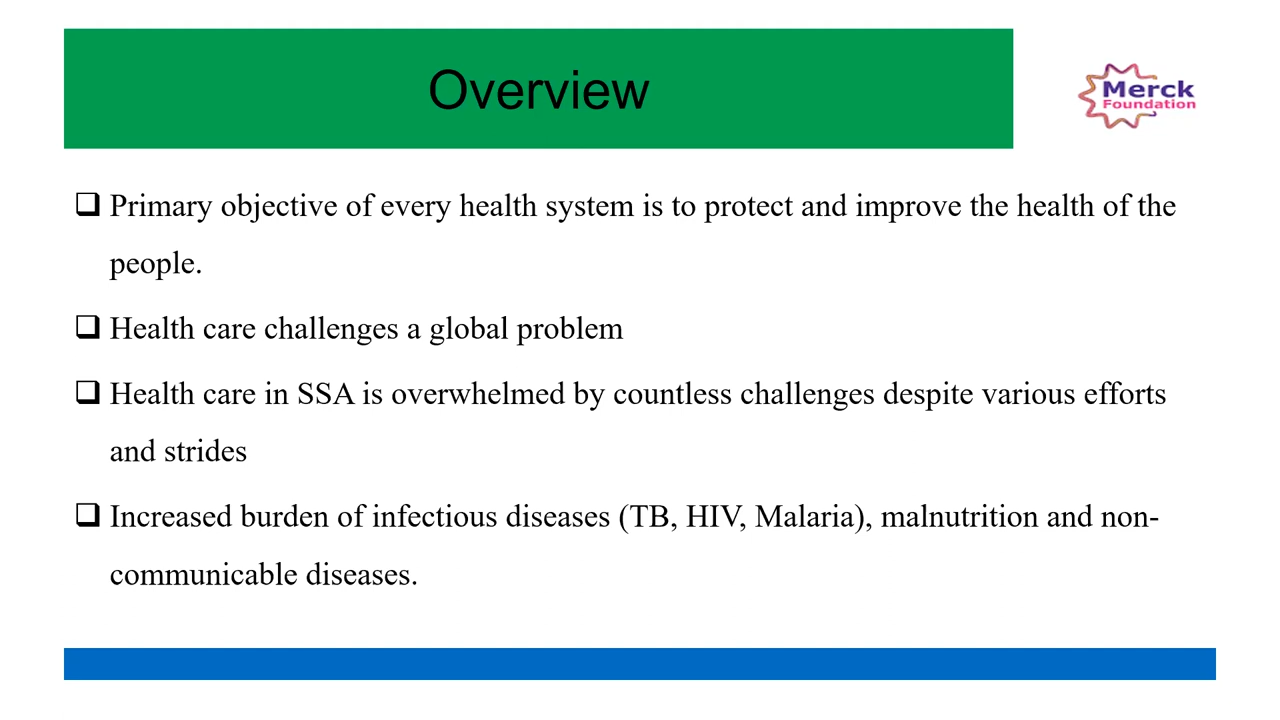 Overview
Merck
Foundation
❑ Primary objective of every health system is to protect and improve the health of the
people.
❑ Health care challenges a global problem
❑ Health care in SSA is overwhelmed by countless challenges despite various efforts
and strides
❑ Increased burden of infectious diseases (TB, HIV, Malaria), malnutrition and non-
communicable diseases.